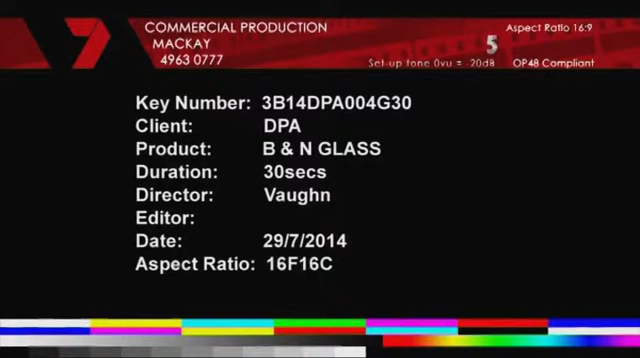 COMMERCIAL PRODUCTION
MACKAY
4963 0777
Aspect Ratio 16:9
5
Set-up tone 0vu = -20dB
OP48 Compliant
Key Number: 3B14DPA004G30
Client: DPA
Product: B & N GLASS
Duration: 30secs
Director: Vaughn
Editor:
Date: 29/7/2014
Aspect Ratio: 16F16C